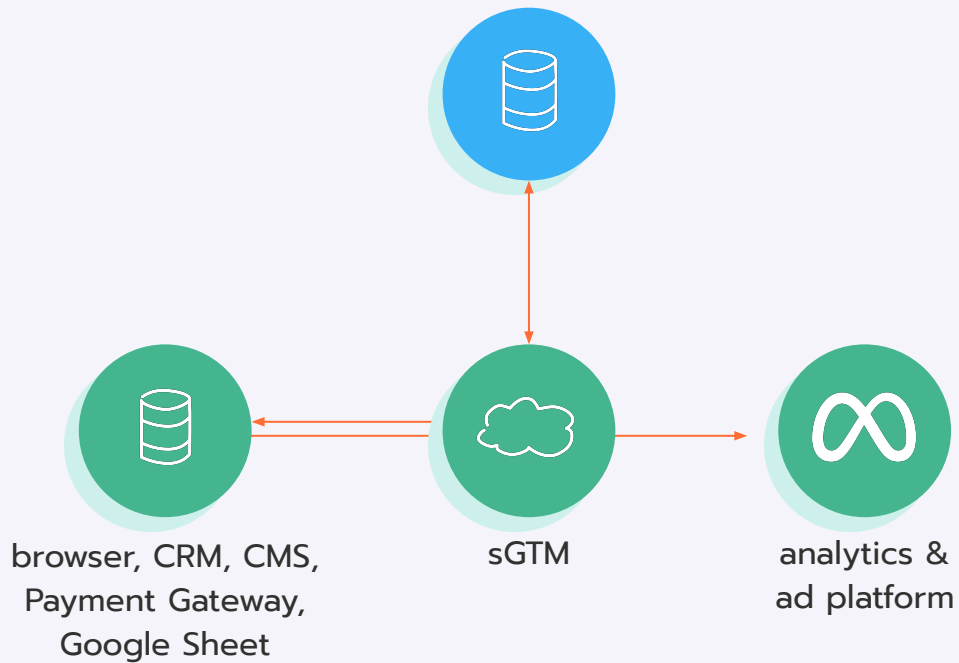 browser, CRM, CMS,
Payment Gateway,
Google Sheet
sGTM
analytics &
ad platform